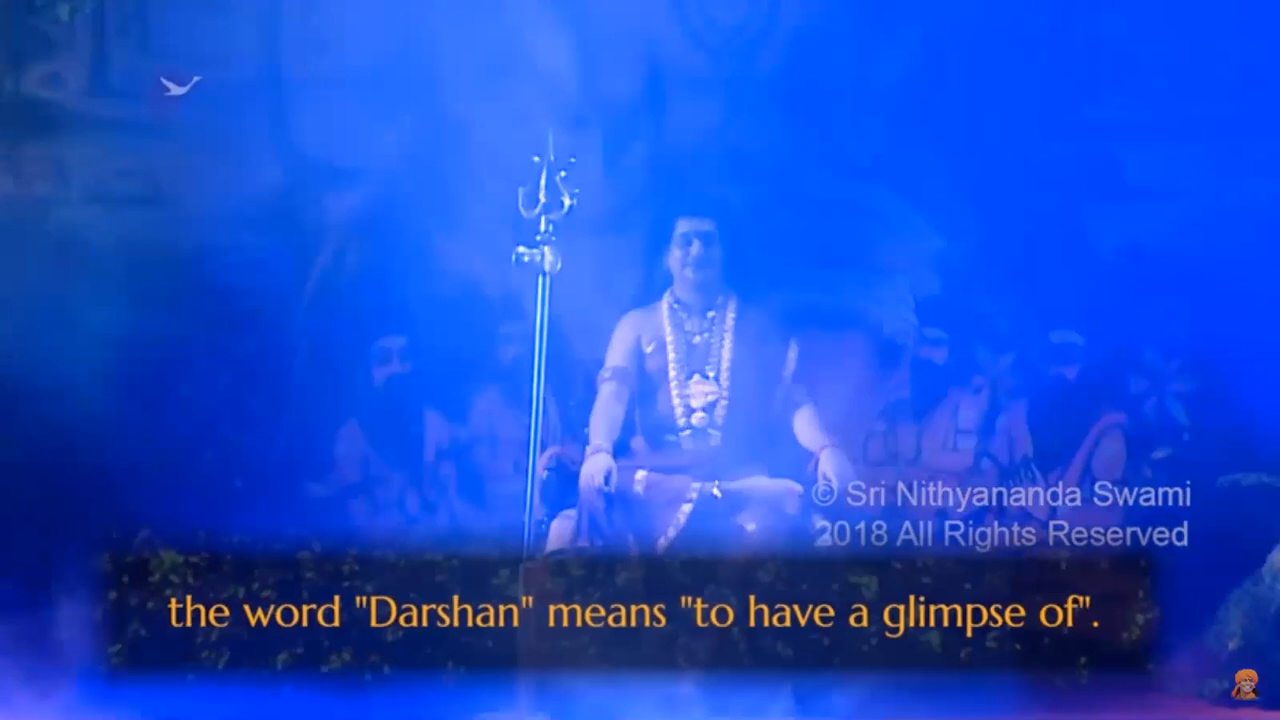 © Sri Nithyananda Swami
2018 All Rights Reserved
the word "Darshan" means "to have a glimpse of".